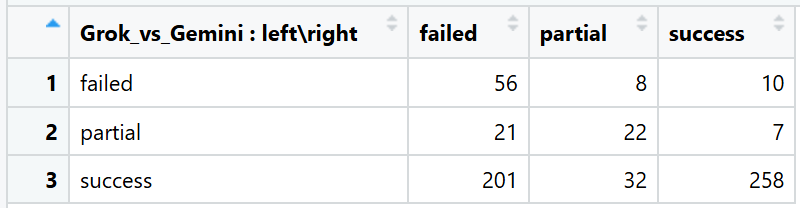 Grok_vs_Gemini : left\right failed partial success
1 failed 56 8 10
2 partial 21 22 7
3 success 201 32 258